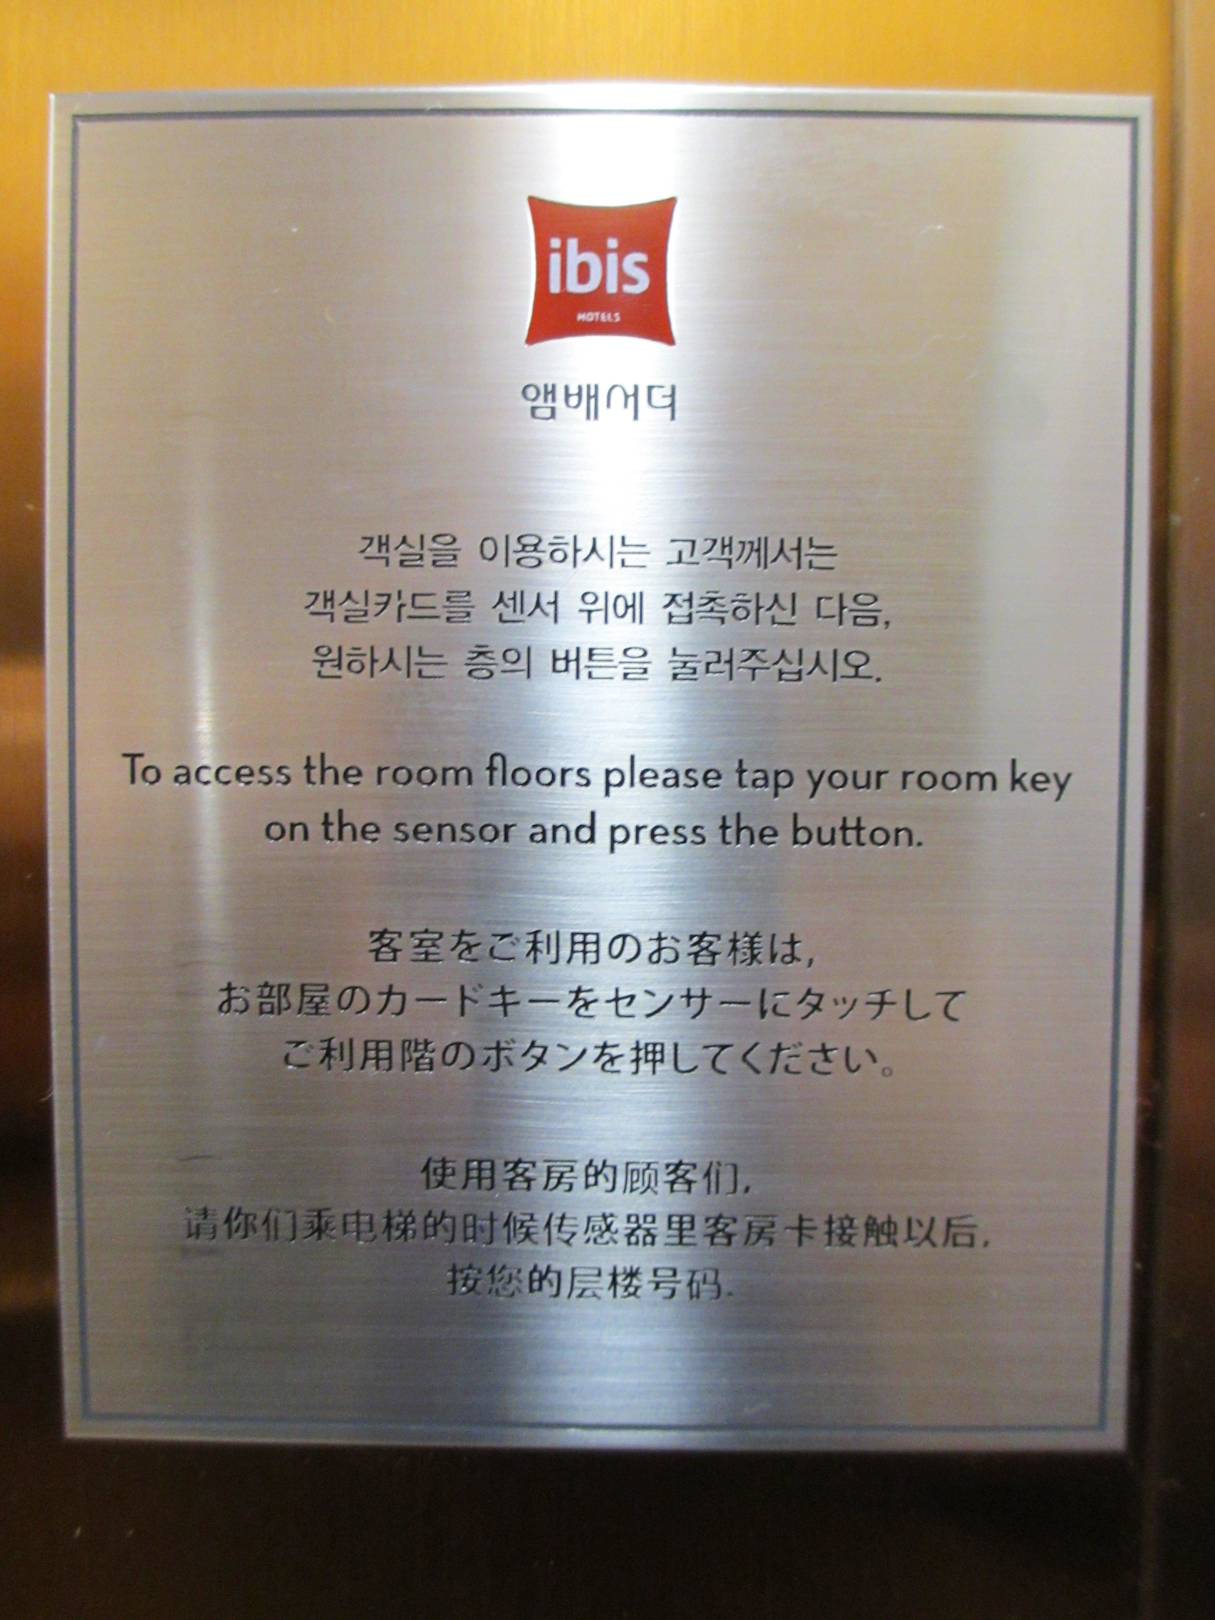 ibis
HOTELS
앰배서더
객실을 이용하시는 고객께서는
객실카드를 센서 위에 접촉하신 다음,
원하시는 층의 버튼을 눌러주십시오.
To access the room floors please tap your room key
on the sensor and press the button.
客室をご利用のお客様は,
お部屋のカードキーをセンサーにタッチして
ご利用階のボタンを押してください。
使用客房的顾客们,
请你们乘电梯的时候传感器里客房卡接触以后,
按您的层楼号码.